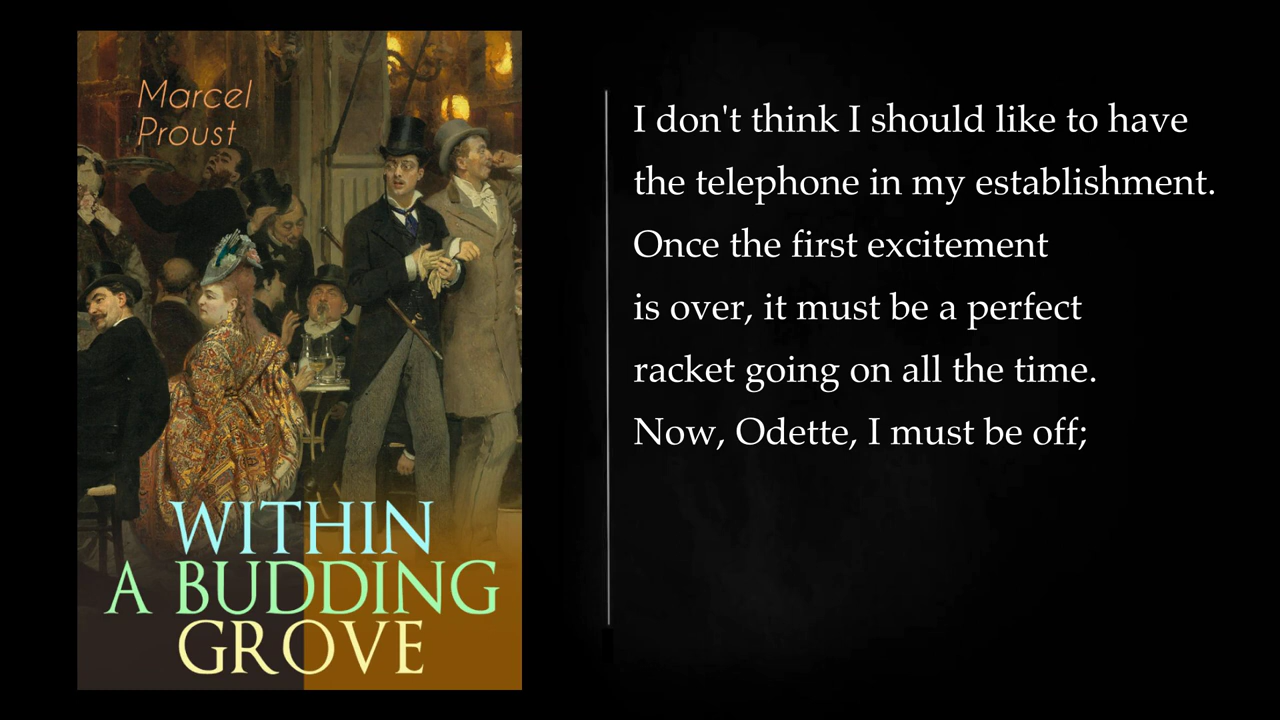 Marcel
Proust
WITHIN
A BUDDING
GROVE
I don't think I should like to have
the telephone in my establishment.
Once the first excitement
is over, it must be a perfect
racket going on all the time.
Now, Odette, I must be off;